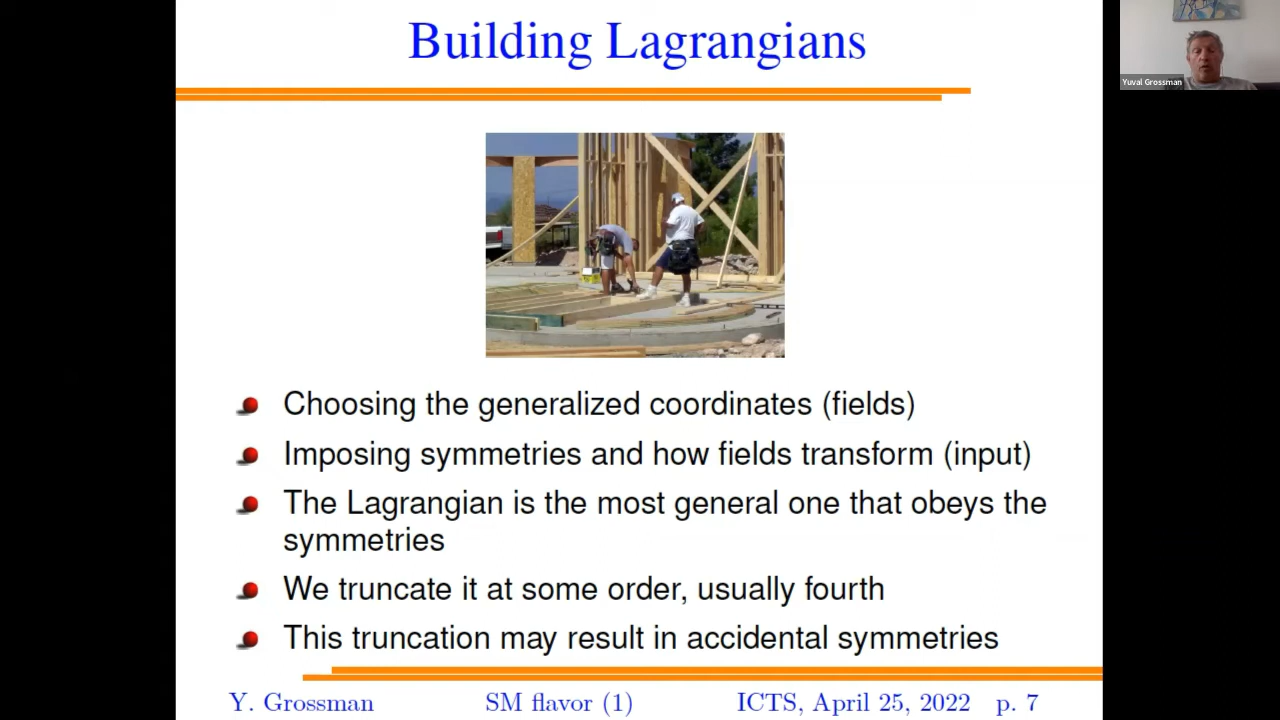 Building Lagrangians
Yuval Grossman
Choosing the generalized coordinates (fields)
Imposing symmetries and how fields transform (input)
The Lagrangian is the most general one that obeys the
symmetries
We truncate it at some order, usually fourth
This truncation may result in accidental symmetries
Y. Grossman SM flavor (1) ICTS, April 25, 2022 p. 7